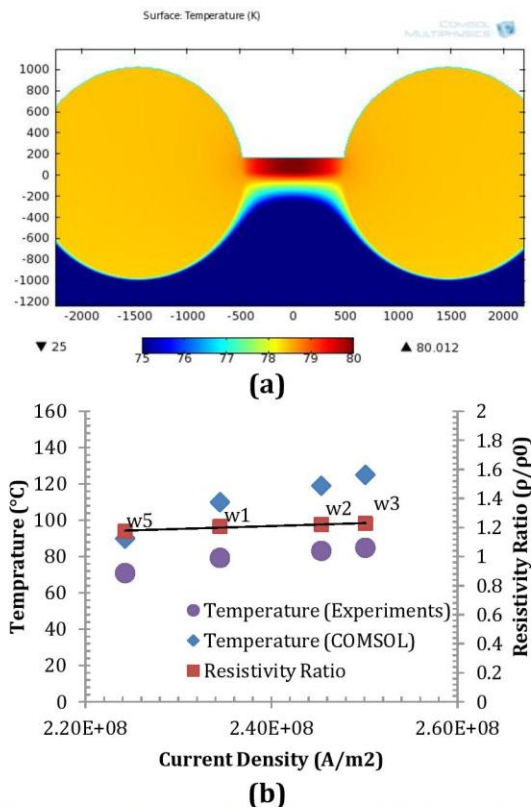 Surface: Temperature (K)
COMSOL
MULTIPHYSICS
1000
800
600
400
200
0
-200
-400
-600
-800
-1000
-1200
-2000 -1500 -1000 -500 0 500 1000 1500 2000
▼ 25
75 76 77 78 79 80
▲ 80.012
(a)
Temprature (°C)
160
140
120
100
80
60
40
20
0
w5 w1 w2 w3
Temperature (Experiments)
Temperature (COMSOL)
Resistivity Ratio
2
1.8
1.6
1.4
1.2
1
0.8
0.6
0.4
0.2
0
Resistivity Ratio (ρ/ρ0)
2.20E+08 2.40E+08 2.60E+08
Current Density (A/m2)
(b)